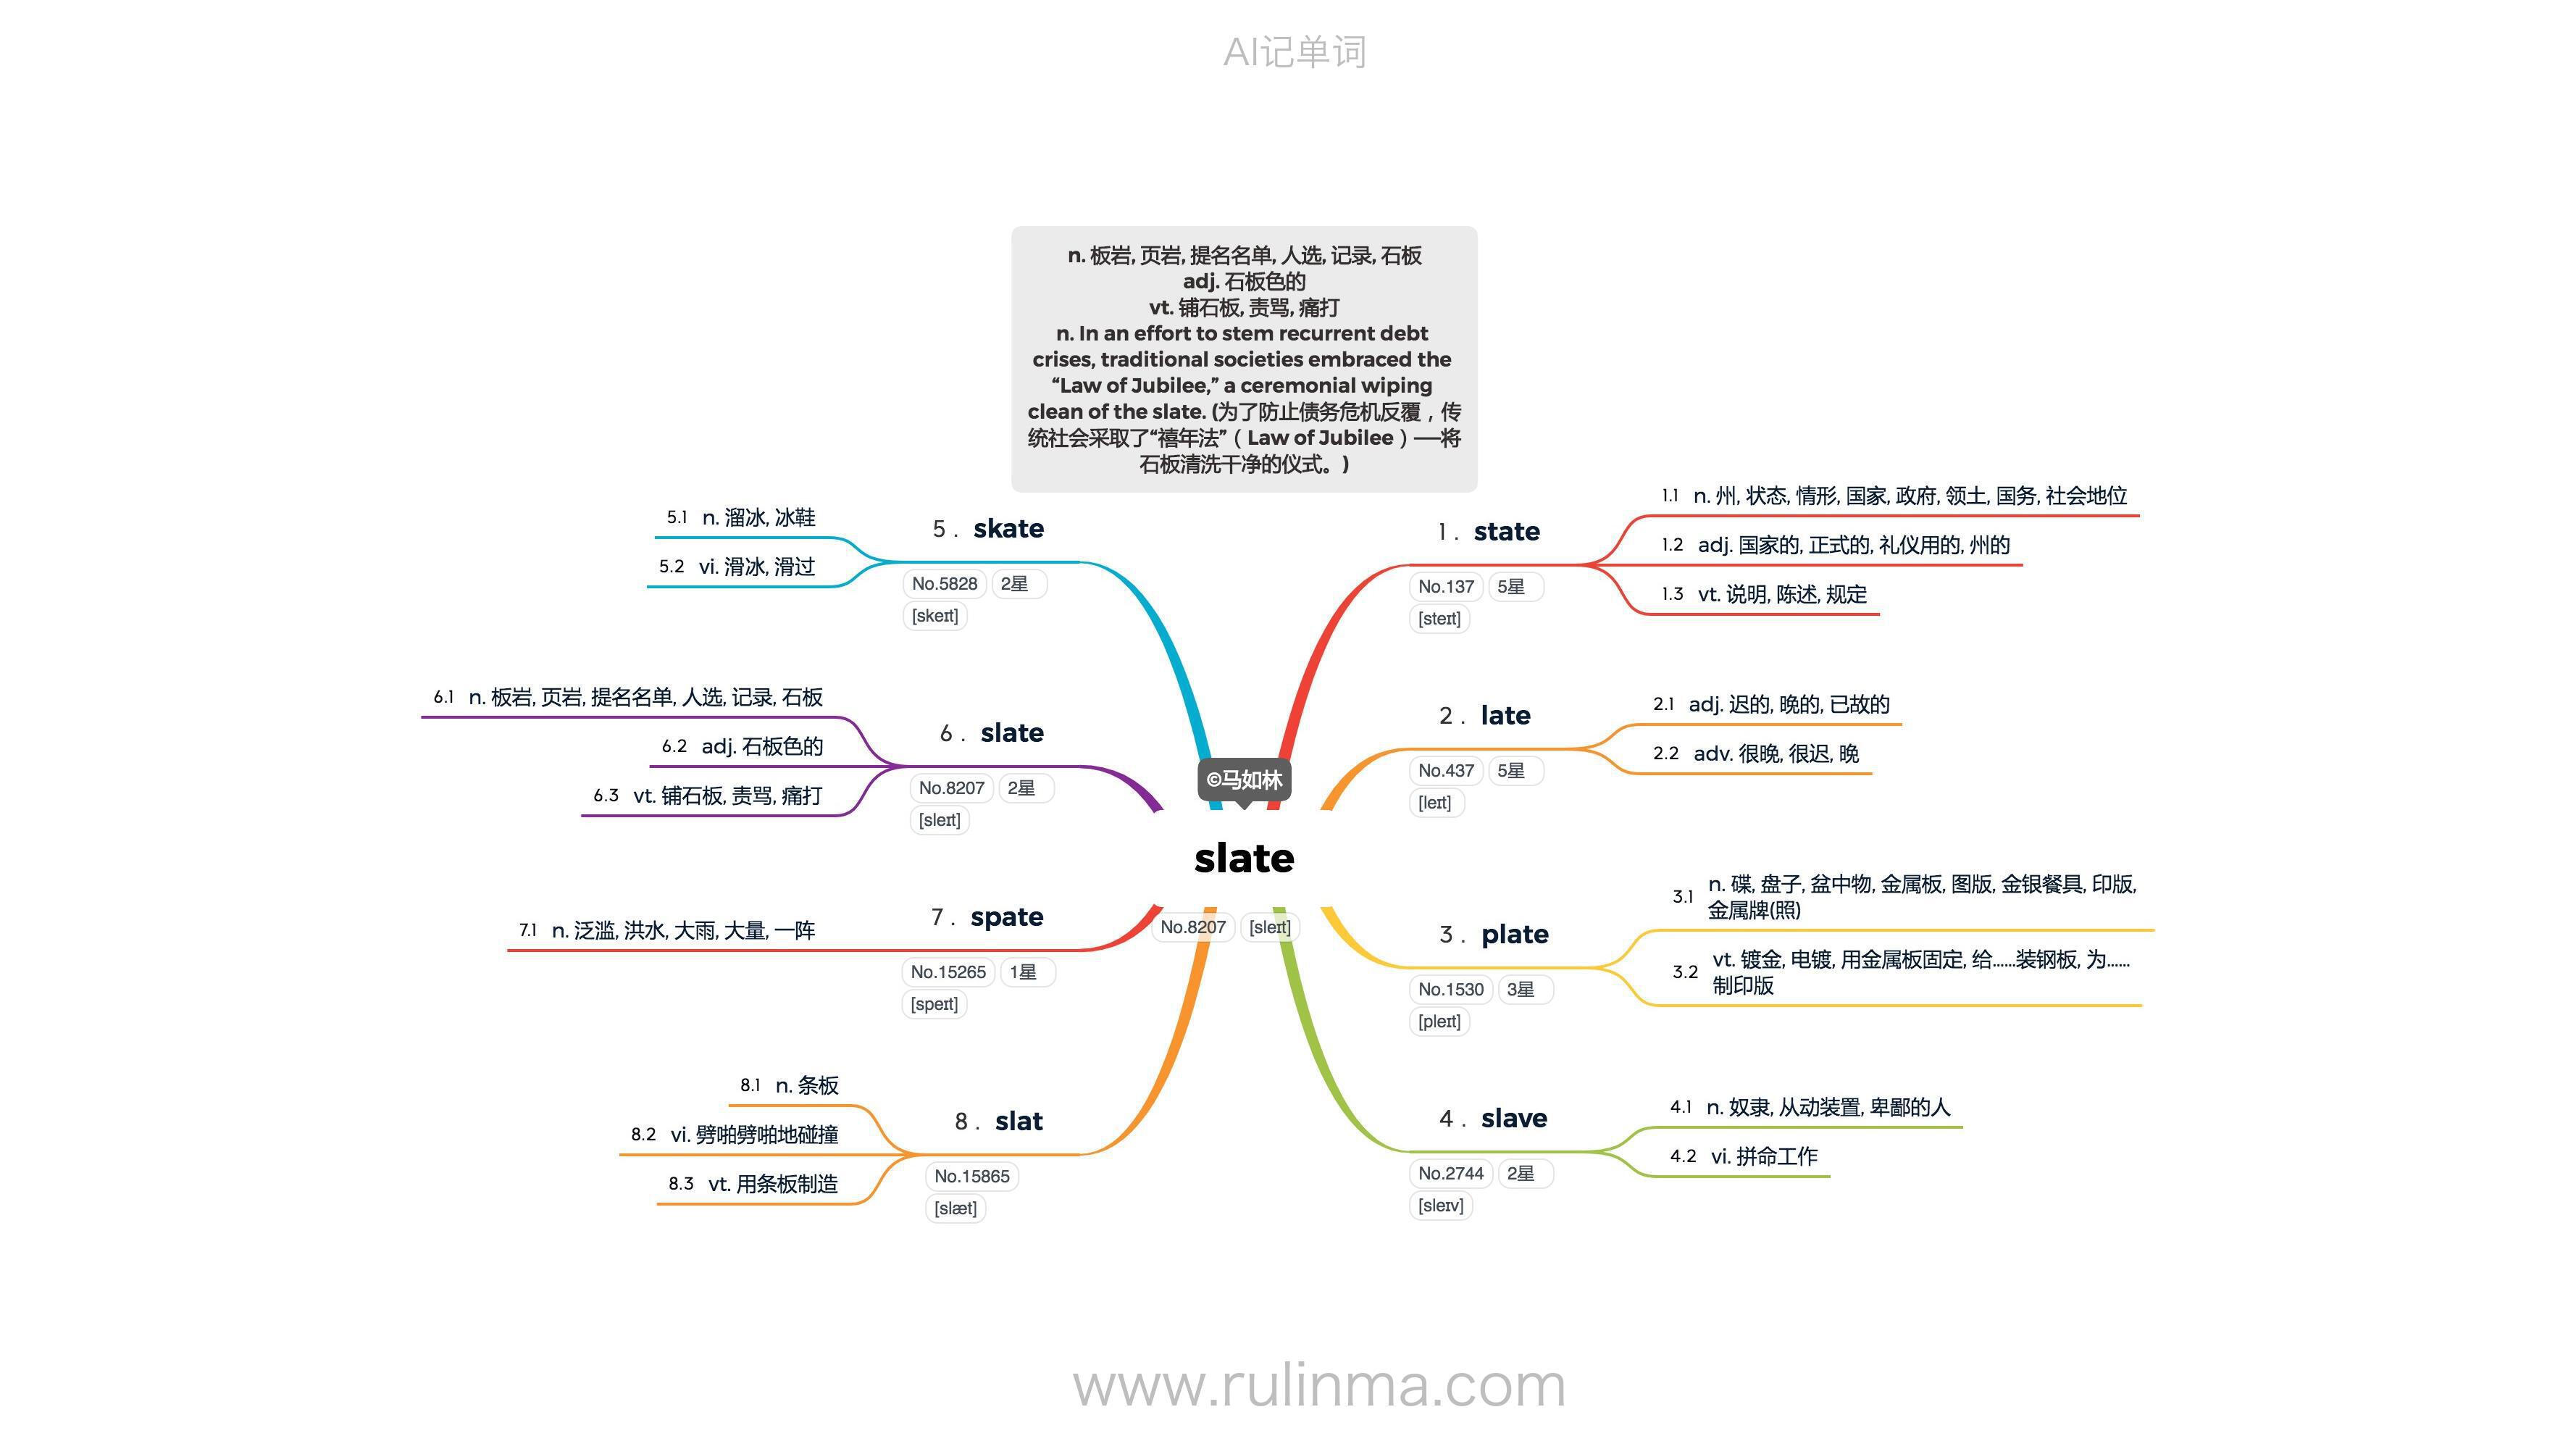 AI记单词
n. 板岩, 页岩, 提名名单, 人选, 记录, 石板
adj. 石板色的
vt. 铺石板, 责骂, 痛打
n. In an effort to stem recurrent debt
crises, traditional societies embraced the
“Law of Jubilee,” a ceremonial wiping
clean of the slate. (为了防止债务危机反覆，传
统社会采取了“禧年法”（Law of Jubilee）──将
石板清洗干净的仪式。)
©马如林
slate
No.8207 [sleɪt]
1. state
No.137 5星
[steɪt]
1.1 n. 州, 状态, 情形, 国家, 政府, 领土, 国务, 社会地位
1.2 adj. 国家的, 正式的, 礼仪用的, 州的
1.3 vt. 说明, 陈述, 规定
2. late
No.437 5星
[leɪt]
2.1 adj. 迟的, 晚的, 已故的
2.2 adv. 很晚, 很迟, 晚
3. plate
No.1530 3星
[pleɪt]
3.1 n. 碟, 盘子, 盆中物, 金属板, 图版, 金银餐具, 印版,
金属牌(照)
3.2 vt. 镀金, 电镀, 用金属板固定, 给……装钢板, 为……
制印版
4. slave
No.2744 2星
[sleɪv]
4.1 n. 奴隶, 从动装置, 卑鄙的人
4.2 vi. 拼命工作
5. skate
No.5828 2星
[skeɪt]
5.1 n. 溜冰, 冰鞋
5.2 vi. 滑冰, 滑过
6. slate
No.8207 2星
[sleɪt]
6.1 n. 板岩, 页岩, 提名名单, 人选, 记录, 石板
6.2 adj. 石板色的
6.3 vt. 铺石板, 责骂, 痛打
7. spate
No.15265 1星
[speɪt]
7.1 n. 泛滥, 洪水, 大雨, 大量, 一阵
8. slat
No.15865
[slæt]
8.1 n. 条板
8.2 vi. 劈啪劈啪地碰撞
8.3 vt. 用条板制造
www.rulinma.com